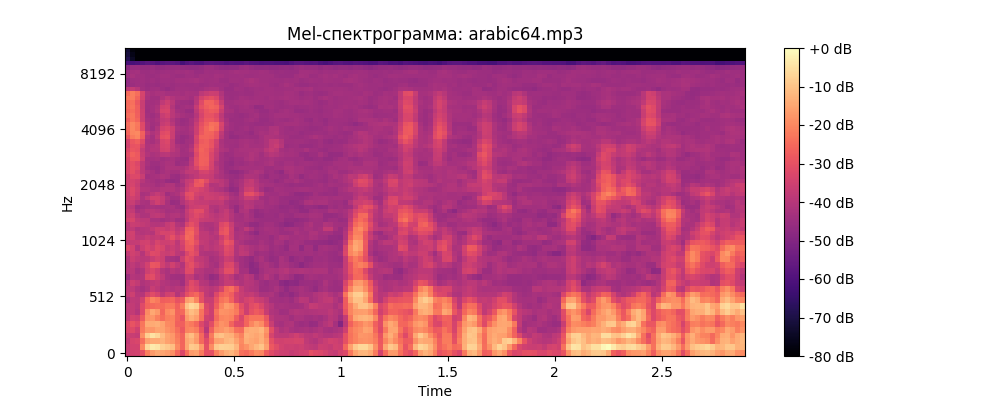 Mel-спектрограмма: arabic64.mp3
+0 dB
8192
-10 dB
4096
-20 dB
-30 dB
2048
Hz
-40 dB
1024
-50 dB
512
-60 dB
-70 dB
0
-80 dB
0 0.5 1 1.5 2 2.5
Time